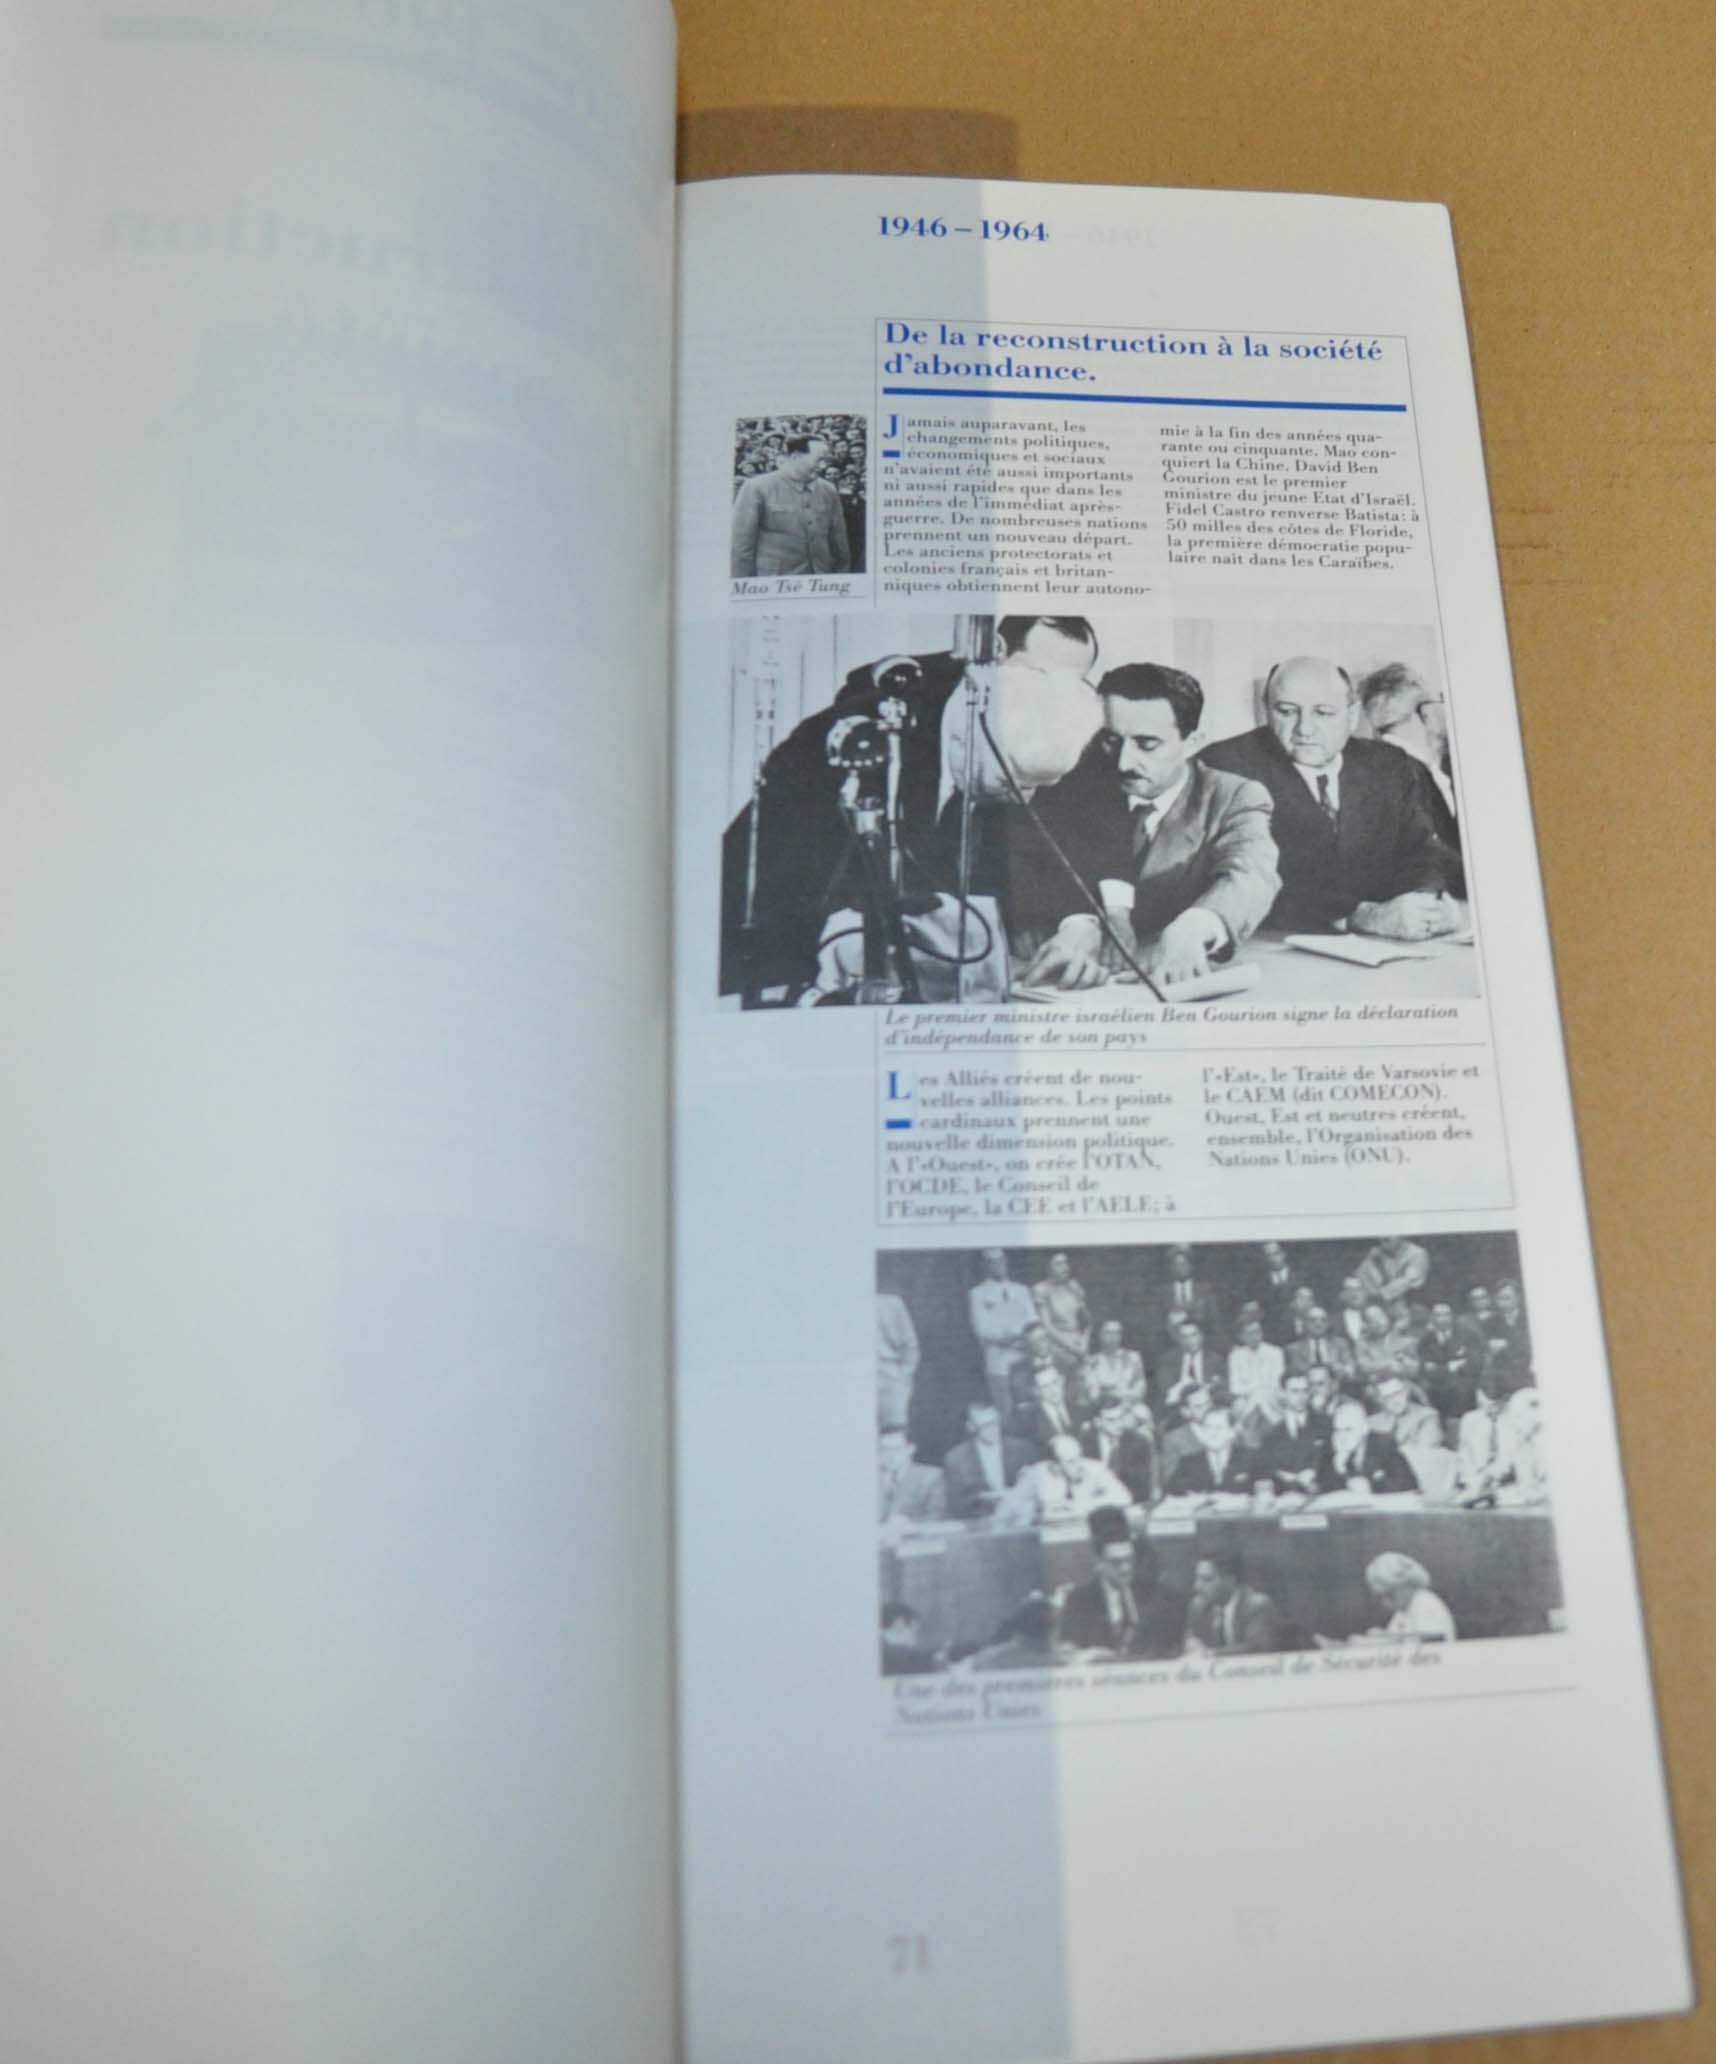 1946 – 1964
De la reconstruction à la société
d'abondance.
Jamais auparavant, les
changements politiques,
économiques et sociaux
n'avaient été aussi importants
ni aussi rapides que dans les
années de l'immédiat après-
guerre. De nombreuses nations
prennent un nouveau départ.
Les anciens protectorats et
colonies français et britan-
niques obtiennent leur autono-
mie à la fin des années qua-
rante ou cinquante. Mao con-
quiert la Chine. David Ben
Gourion est le premier
ministre du jeune Etat d'Israël.
Fidel Castro renverse Batista: à
50 milles des côtes de Floride,
la première démocratie popu-
laire naît dans les Caraïbes.
Mao Tsé Tung
Le premier ministre israélien Ben Gourion signe la déclaration
d'indépendance de son pays
Les Alliés créent de nou-
velles alliances. Les points
cardinaux prennent une
nouvelle dimension politique.
A l'«Ouest», on crée l'OTAN,
l'OCDE, le Conseil de
l'Europe, la CEE et l'AELE; à
l'«Est», le Traité de Varsovie et
le CAEM (dit COMECON).
Ouest, Est et neutres créent,
ensemble, l'Organisation des
Nations Unies (ONU).
Une des premières séances du Conseil de Sécurité des
Nations Unies
71